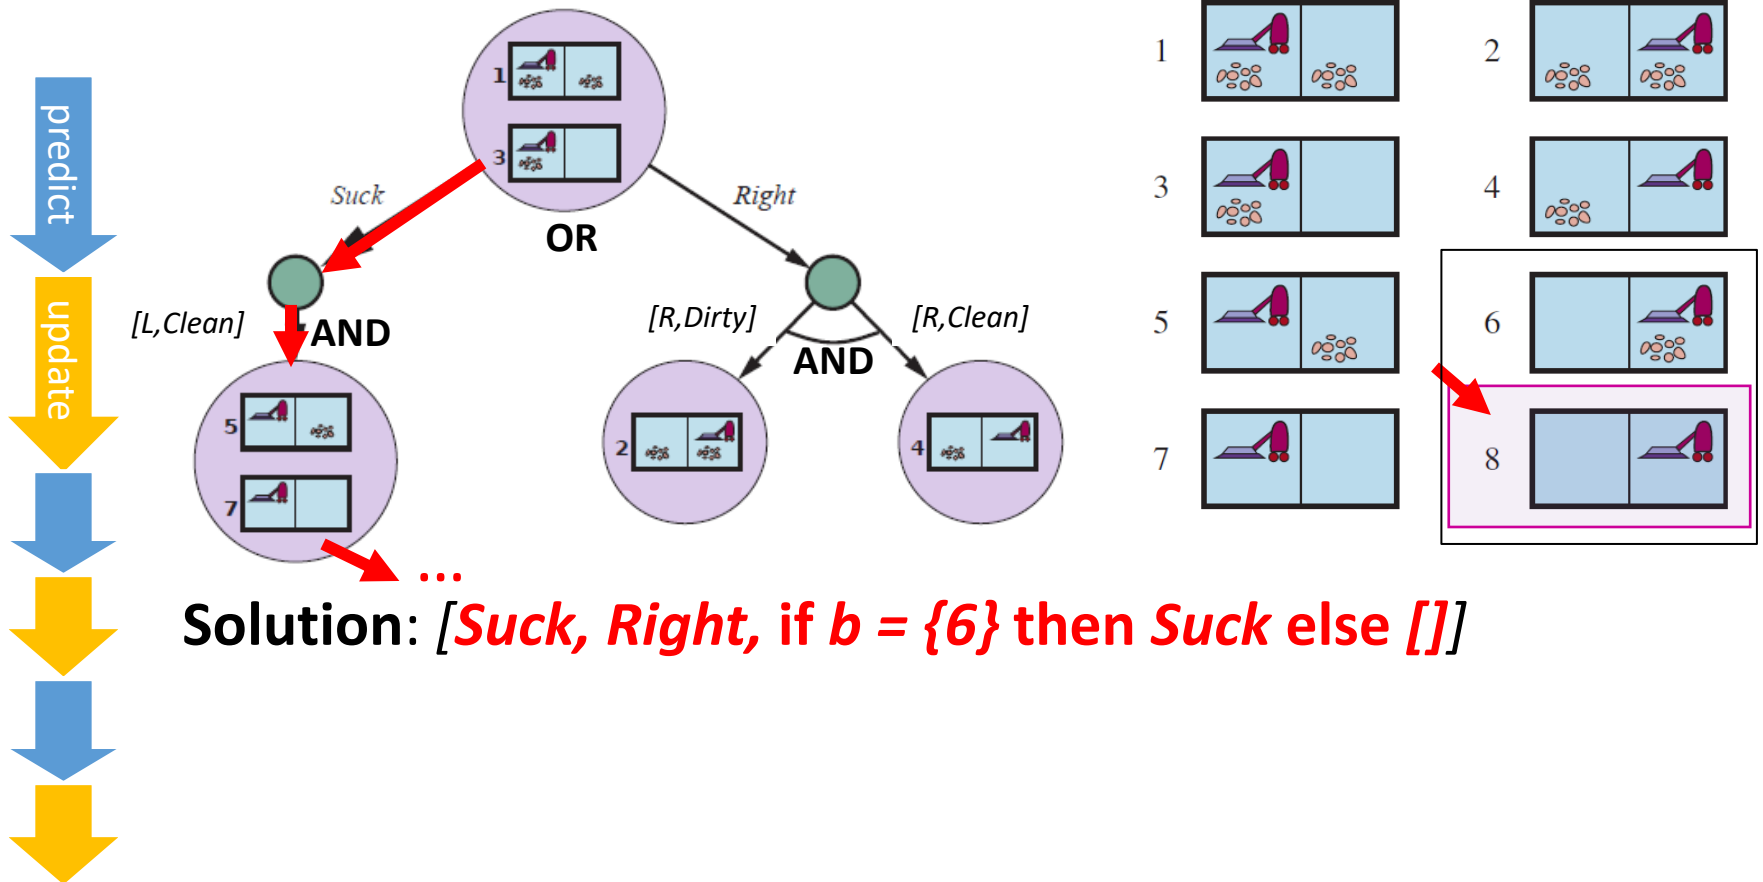 predict
update
1
3
Suck
Right
OR
[L,Clean]
AND
[R,Dirty]
[R,Clean]
AND
5
7
2
4
...
1
2
3
4
5
6
7
8
Solution: [Suck, Right, if b = {6} then Suck else []]